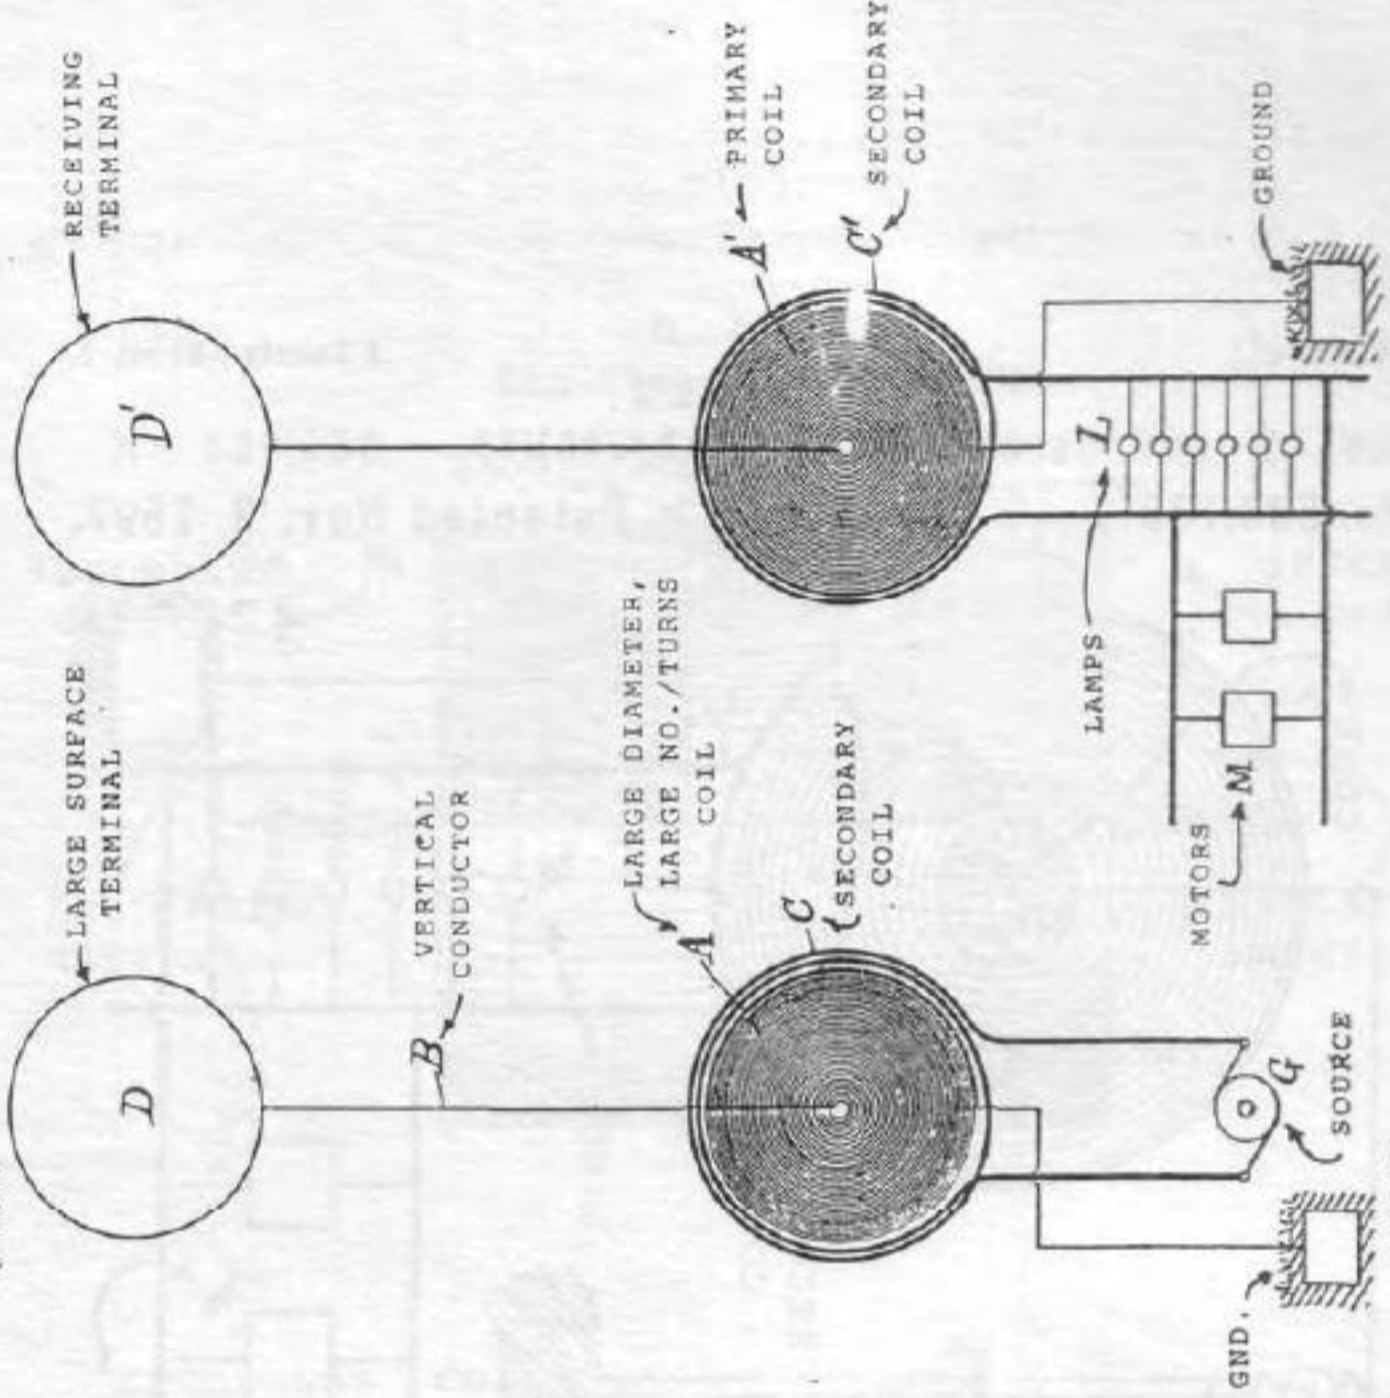 LARGE SURFACE
TERMINAL
RECEIVING
TERMINAL
D
D'
VERTICAL
CONDUCTOR
B
LARGE DIAMETER,
LARGE NO./TURNS
COIL
A
C
{SECONDARY
COIL
A'
PRIMARY
COIL
C'
SECONDARY
COIL
LAMPS
L
MOTORS
M
G
SOURCE
GND.
GROUND